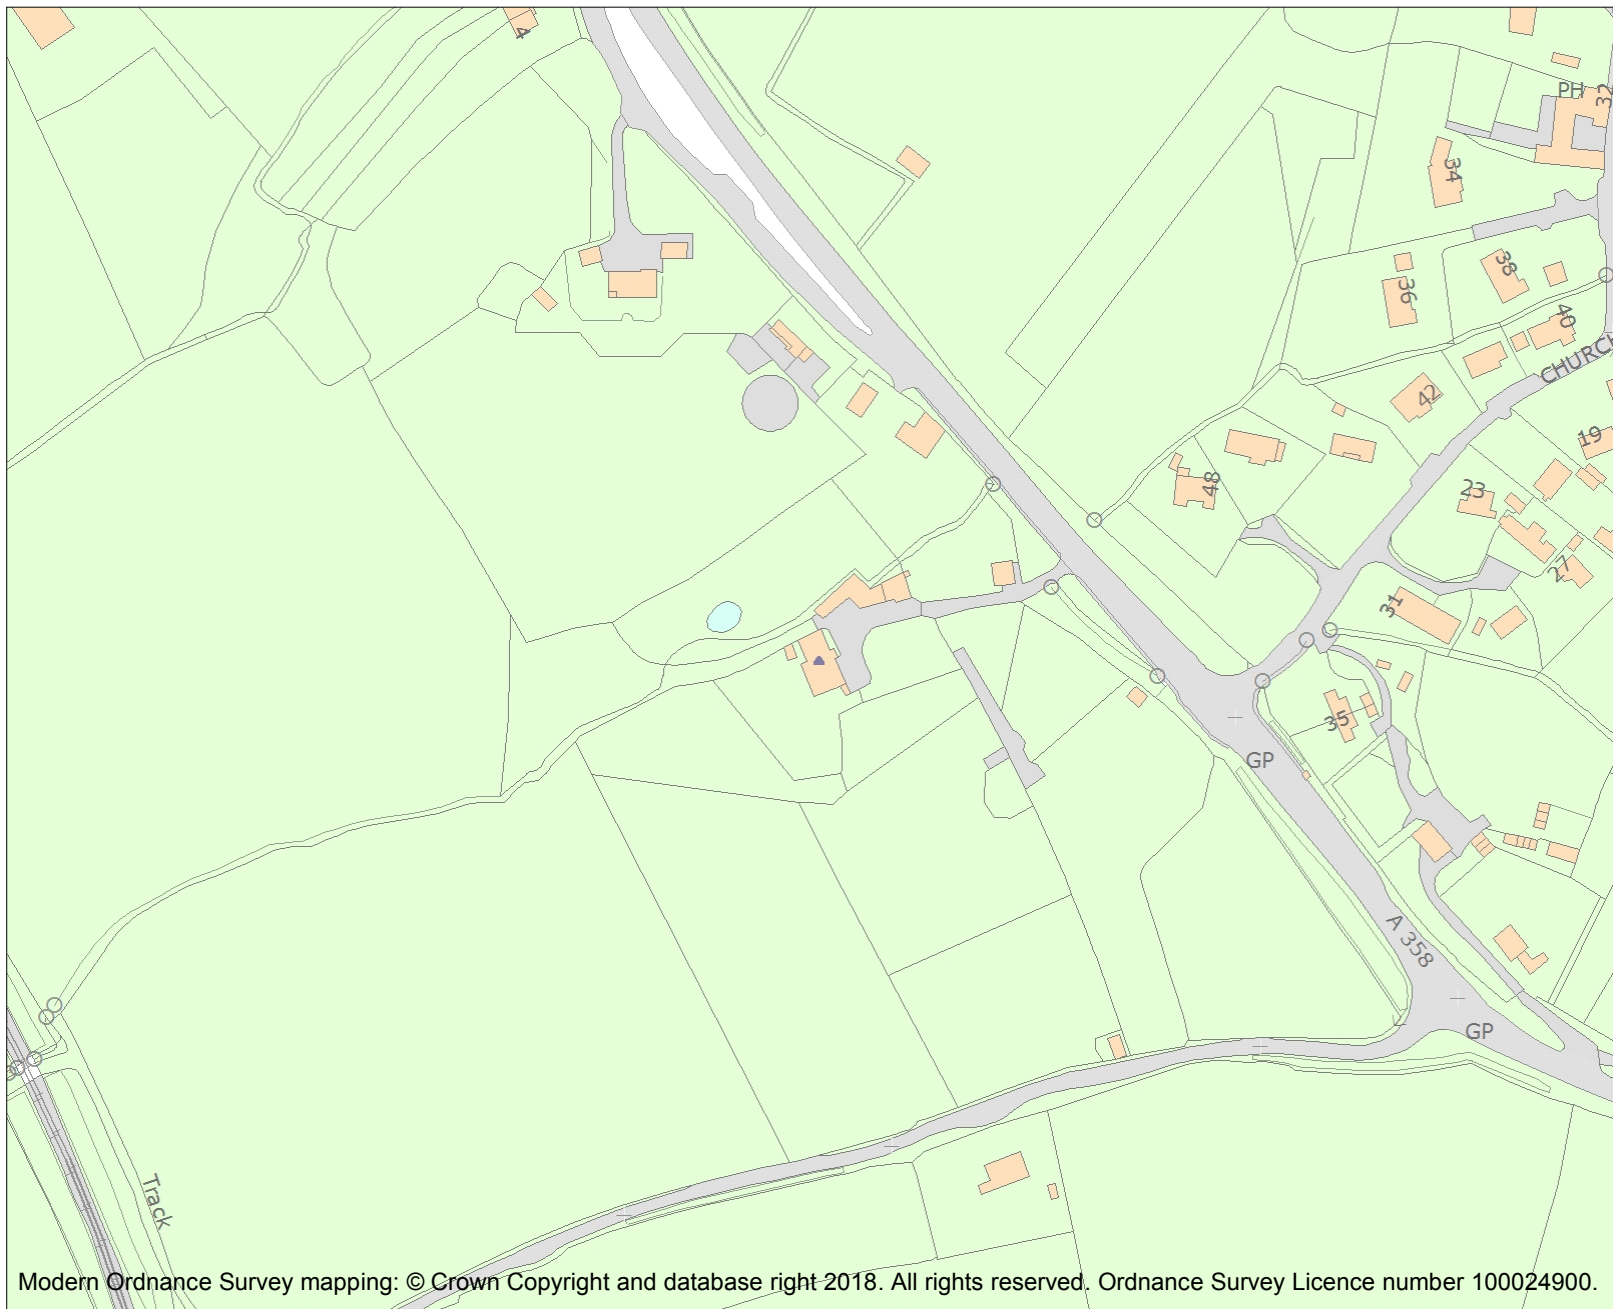 4
PH
32
34
38
36
40
CHURCH
42
19
48
23
27
31
35
GP
A 358
GP
Track
Modern Ordnance Survey mapping: © Crown Copyright and database right 2018. All rights reserved. Ordnance Survey Licence number 100024900.